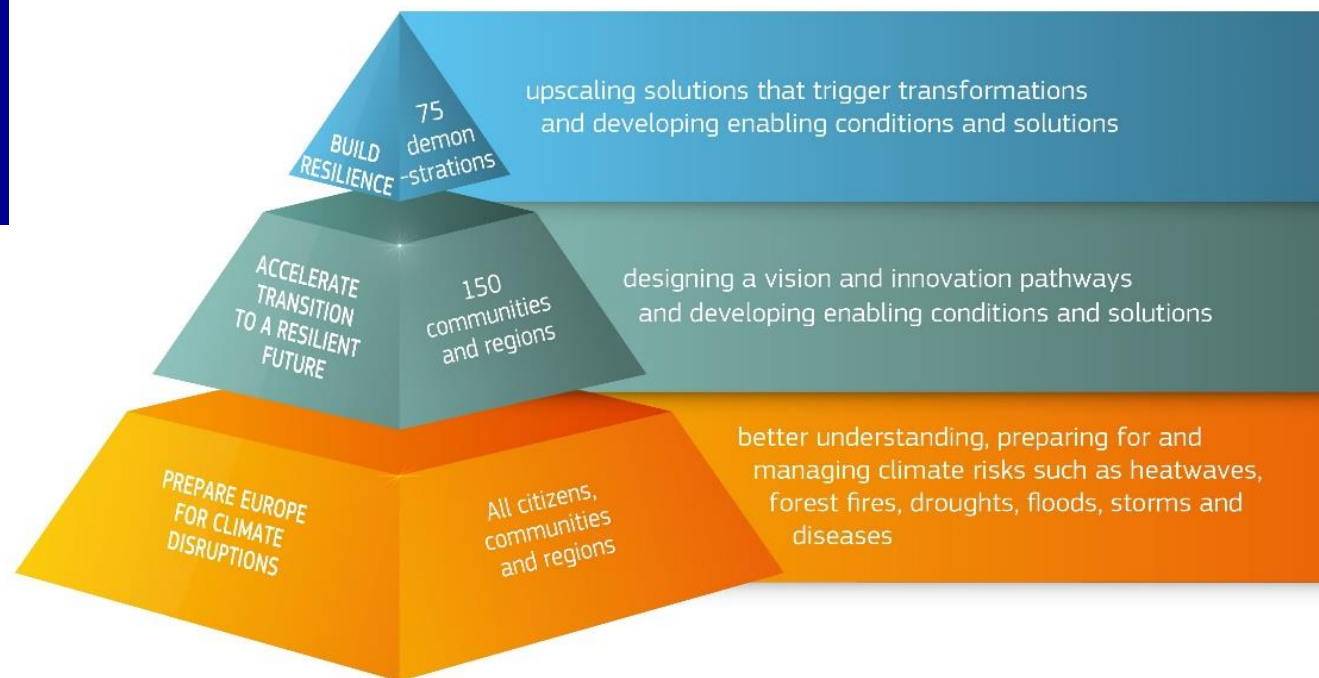 BUILD
RESILIENCE
75
demon
-strations
upscaling solutions that trigger transformations
and developing enabling conditions and solutions
ACCELERATE
TRANSITION
TO A RESILIENT
FUTURE
150
communities
and regions
designing a vision and innovation pathways
and developing enabling conditions and solutions
PREPARE EUROPE
FOR CLIMATE
DISRUPTIONS
All citizens,
communities
and regions
better understanding, preparing for and
managing climate risks such as heatwaves,
forest fires, droughts, floods, storms and
diseases